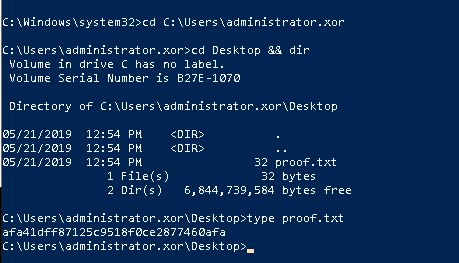 C:\Windows\system32>cd C:\Users\administrator.xor
C:\Users\administrator.xor>cd Desktop && dir
 Volume in drive C has no label.
 Volume Serial Number is B27E-1070
 Directory of C:\Users\administrator.xor\Desktop
05/21/2019  12:54 PM    <DIR>          .
05/21/2019  12:54 PM    <DIR>          ..
05/21/2019  12:54 PM                32 proof.txt
               1 File(s)             32 bytes
               2 Dir(s)   6,844,739,584 bytes free
C:\Users\administrator.xor\Desktop>type proof.txt
afa41dff87125c9518f0ce2877460afa
C:\Users\administrator.xor\Desktop>